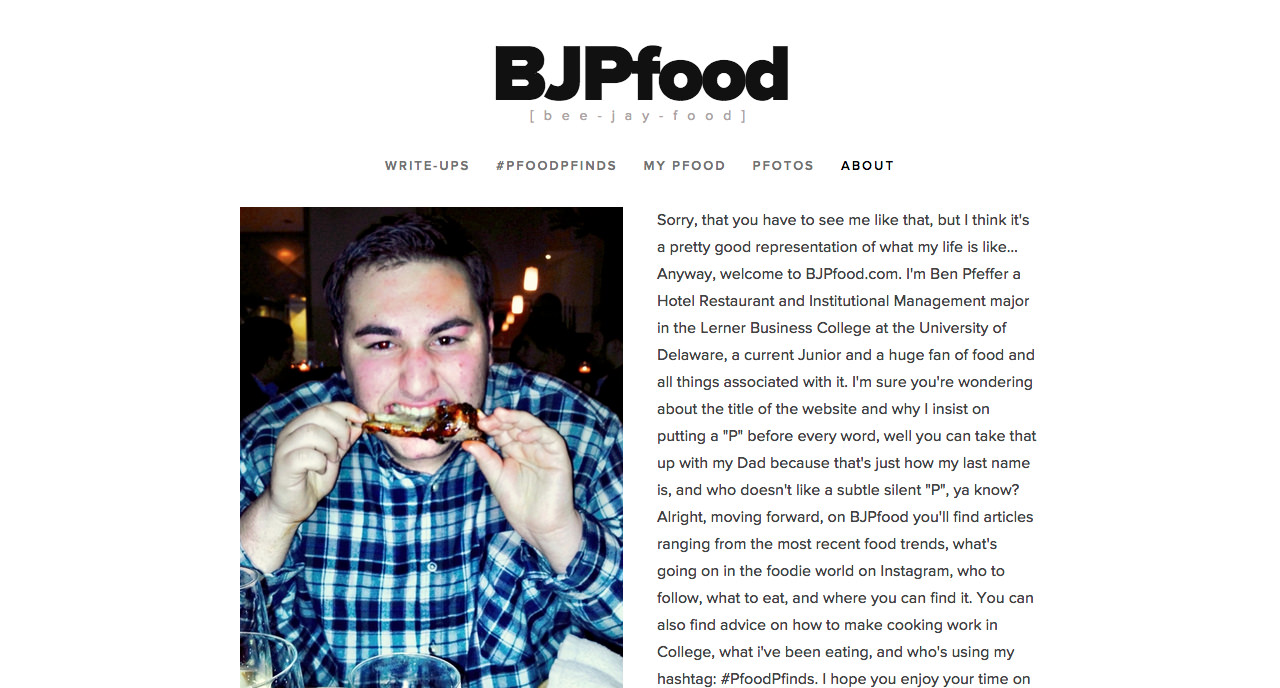 BJPfood
[bee-jay-food]
WRITE-UPS #PFOODPFINDS MY PFOOD PFOTOS ABOUT
Sorry, that you have to see me like that, but I think it's
a pretty good representation of what my life is like...
Anyway, welcome to BJPfood.com. I'm Ben Pfeffer a
Hotel Restaurant and Institutional Management major
in the Lerner Business College at the University of
Delaware, a current Junior and a huge fan of food and
all things associated with it. I'm sure you're wondering
about the title of the website and why I insist on
putting a "P" before every word, well you can take that
up with my Dad because that's just how my last name
is, and who doesn't like a subtle silent "P", ya know?
Alright, moving forward, on BJPfood you'll find articles
ranging from the most recent food trends, what's
going on in the foodie world on Instagram, who to
follow, what to eat, and where you can find it. You can
also find advice on how to make cooking work in
College, what i've been eating, and who's using my
hashtag: #PfoodPfinds. I hope you enjoy your time on